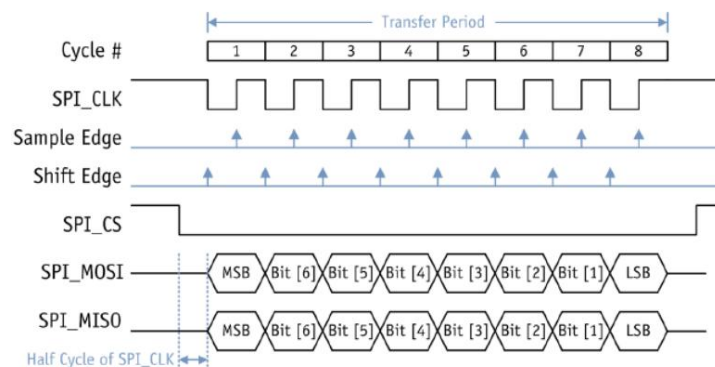 Transfer Period
Cycle # 1 2 3 4 5 6 7 8
SPI_CLK
Sample Edge
Shift Edge
SPI_CS
SPI_MOSI MSB Bit [6] Bit [5] Bit [4] Bit [3] Bit [2] Bit [1] LSB
SPI_MISO MSB Bit [6] Bit [5] Bit [4] Bit [3] Bit [2] Bit [1] LSB
Half Cycle of SPI_CLK